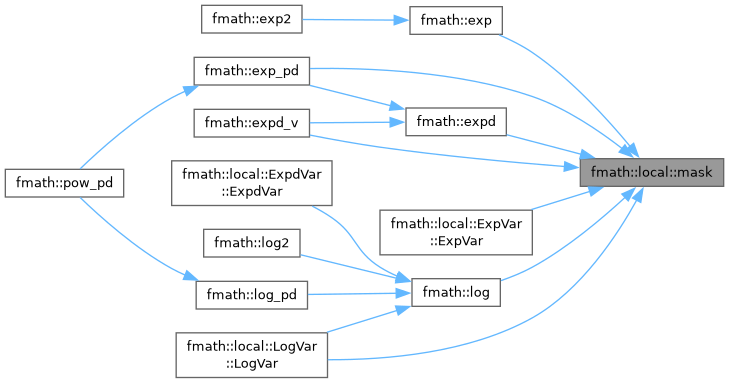 fmath::exp2
fmath::exp
fmath::exp_pd
fmath::expd
fmath::expd_v
fmath::local::mask
fmath::pow_pd
fmath::local::ExpdVar
::ExpdVar
fmath::local::ExpVar
::ExpVar
fmath::log2
fmath::log_pd
fmath::log
fmath::local::LogVar
::LogVar